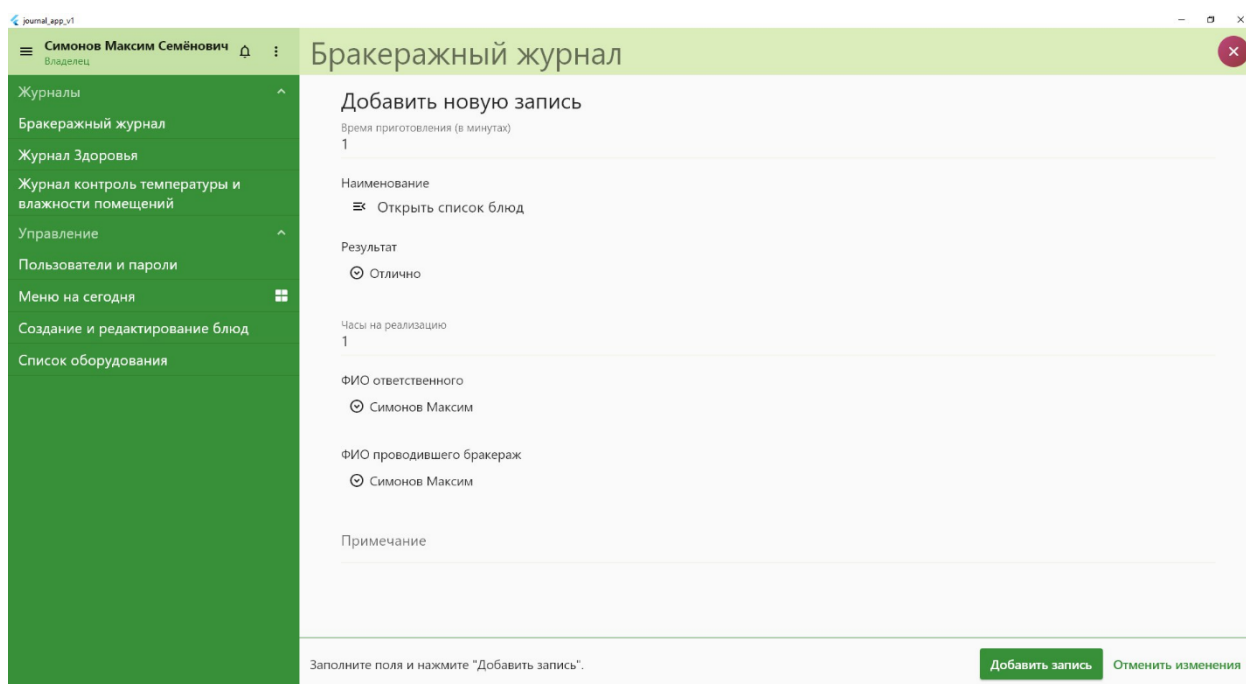 journal_app_v1
Симонов Максим Семёнович
Владелец
Журналы
Бракеражный журнал
Журнал Здоровья
Журнал контроль температуры и
влажности помещений
Управление
Пользователи и пароли
Меню на сегодня
Создание и редактирование блюд
Список оборудования
Бракеражный журнал
Добавить новую запись
Время приготовления (в минутах)
1
Наименование
Открыть список блюд
Результат
Отлично
Часы на реализацию
1
ФИО ответственного
Симонов Максим
ФИО проводившего бракераж
Симонов Максим
Примечание
Заполните поля и нажмите "Добавить запись".
Добавить запись
Отменить изменения